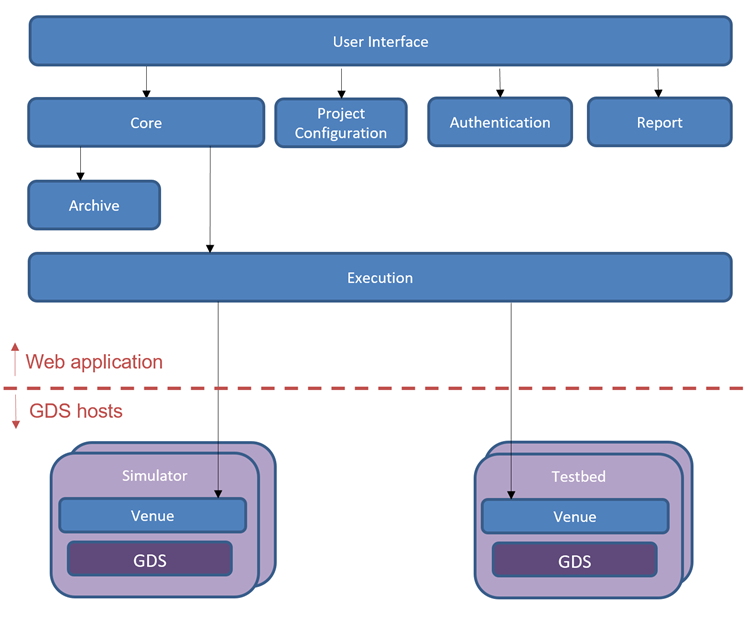 User Interface
Core
Project
Configuration
Authentication
Report
Archive
Execution
Web application
GDS hosts
Simulator
Venue
GDS
Testbed
Venue
GDS